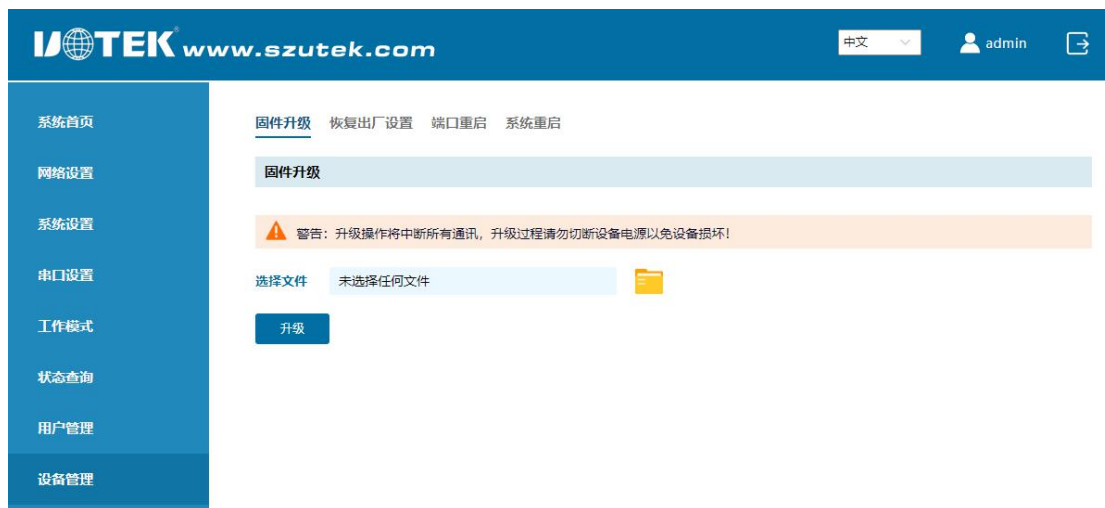 UTEK® www.szutek.com
中文
admin
系统首页
网络设置
系统设置
串口设置
工作模式
状态查询
用户管理
设备管理
固件升级 恢复出厂设置 端口重启 系统重启
固件升级
警告：升级操作将中断所有通讯，升级过程请勿切断设备电源以免设备损坏！
选择文件 未选择任何文件
升级